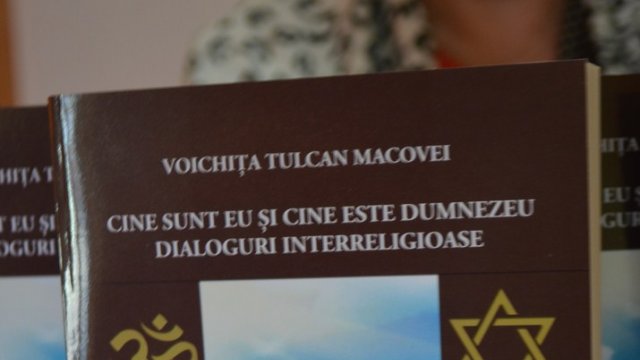 VOICHIȚA TULCAN MACOVEI
CINE SUNT EU ȘI CINE ESTE DUMNEZEU
DIALOGURI INTERRELIGIOASE